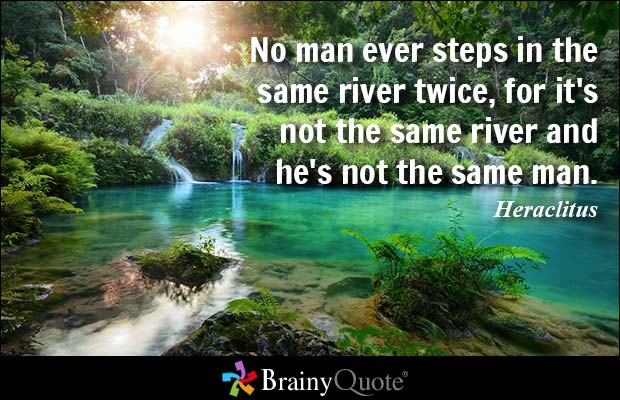 No man ever steps in the
same river twice, for it's
not the same river and
he's not the same man.
Heraclitus
BrainyQuote®